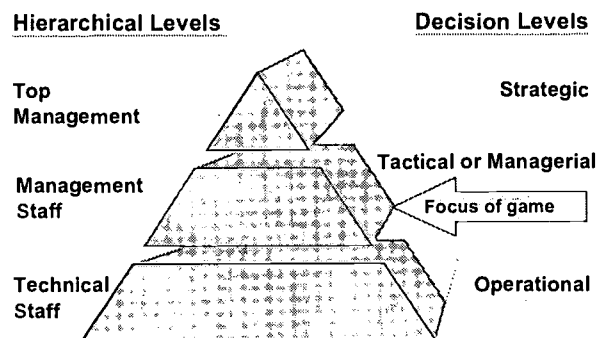 Hierarchical Levels
Decision Levels
Top
Management
Strategic
Tactical or Managerial
Management
Staff
Focus of game
Technical
Staff
Operational